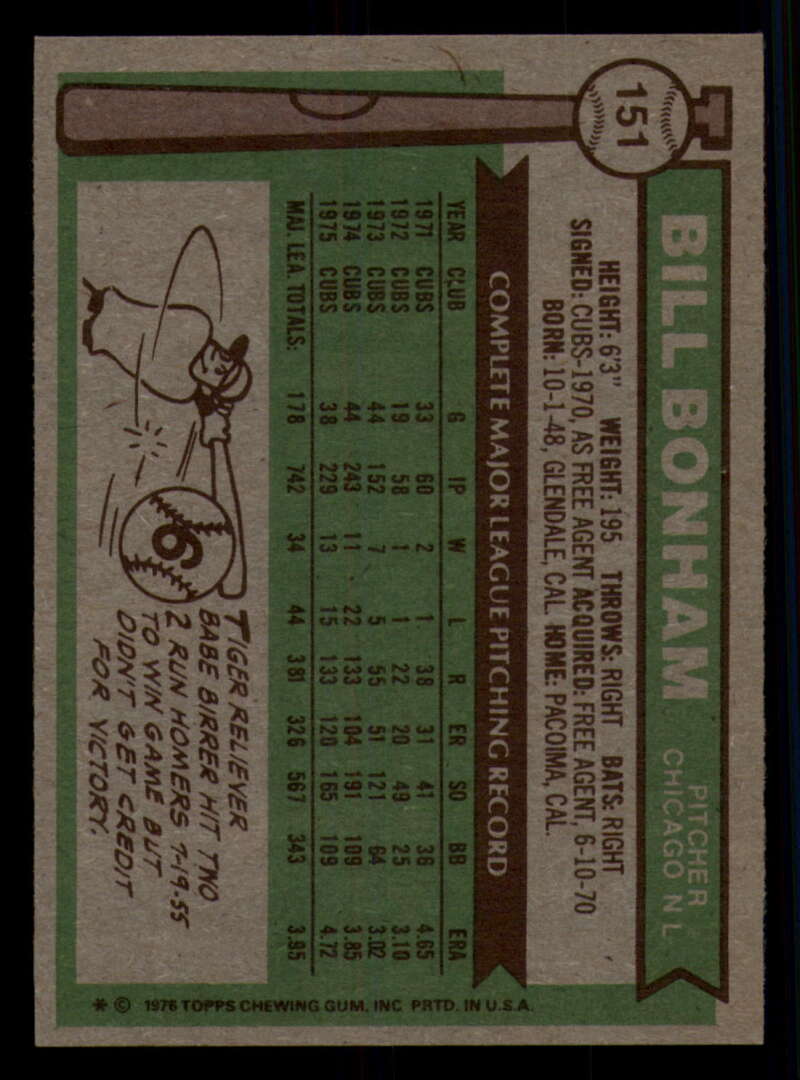 151
BILL BONHAM
PITCHER
CHICAGO N L
HEIGHT: 6'3" WEIGHT: 195 THROWS: RIGHT BATS: RIGHT
SIGNED: CUBS-1970, AS FREE AGENT ACQUIRED: FREE AGENT, 6-10-70
BORN: 10-1-48, GLENDALE, CAL HOME: PACOIMA, CAL.
COMPLETE MAJOR LEAGUE PITCHING RECORD
YEAR CLUB G IP W L R ER SO BB ERA
1971 CUBS 33 60 2 1 38 31 41 36 4.65
1972 CUBS 19 58 1 1 22 20 49 25 3.10
1973 CUBS 44 152 7 5 55 51 121 64 3.02
1974 CUBS 44 243 11 22 133 104 191 109 3.85
1975 CUBS 38 229 13 15 133 120 165 109 4.72
MAJ. LEA. TOTALS: 178 742 34 44 381 326 567 343 3.95
6
TIGER RELIEVER
BABE BIRRER HIT TWO
2 RUN HOMERS 7-19-55
TO WIN GAME BUT
DIDN'T GET CREDIT
FOR VICTORY.
* © 1976 TOPPS CHEWING GUM, INC. PRTD. IN U.S.A.